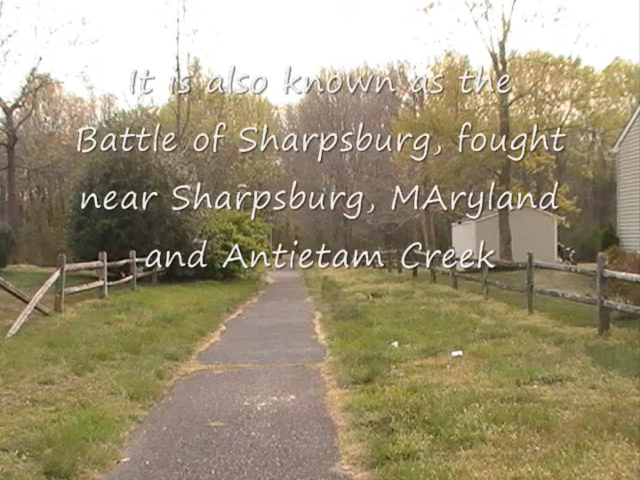 It is also known as the
Battle of Sharpsburg, fought
near Sharpsburg, MAryland
and Antietam Creek